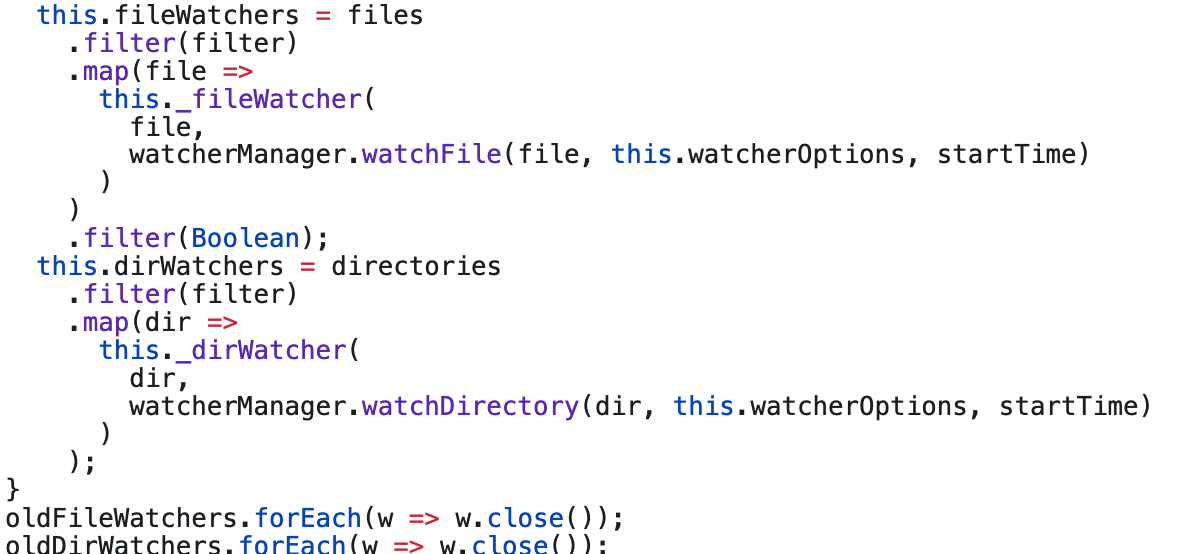 this.fileWatchers = files
.filter(filter)
.map(file =>
this._fileWatcher(
file,
watcherManager.watchFile(file, this.watcherOptions, startTime)
)
)
.filter(Boolean);
this.dirWatchers = directories
.filter(filter)
.map(dir =>
this._dirWatcher(
dir,
watcherManager.watchDirectory(dir, this.watcherOptions, startTime)
)
);
}
oldFileWatchers.forEach(w => w.close());
oldDirWatchers.forEach(w => w.close());